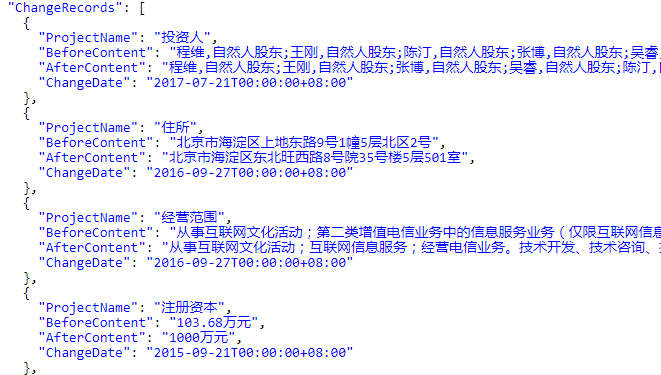 "ChangeRecords": [
{
"ProjectName": "投资人",
"BeforeContent": "程维,自然人股东;王刚,自然人股东;陈汀,自然人股东;张博,自然人股东;吴睿,
"AfterContent": "程维,自然人股东;王刚,自然人股东;张博,自然人股东;吴睿,自然人股东;陈汀,
"ChangeDate": "2017-07-21T00:00:00+08:00"
},
{
"ProjectName": "住所",
"BeforeContent": "北京市海淀区上地东路9号1幢5层北区2号",
"AfterContent": "北京市海淀区东北旺西路8号院35号楼5层501室",
"ChangeDate": "2016-09-27T00:00:00+08:00"
},
{
"ProjectName": "经营范围",
"BeforeContent": "从事互联网文化活动；第二类增值电信业务中的信息服务业务（仅限互联网信息
"AfterContent": "从事互联网文化活动；互联网信息服务；经营电信业务。技术开发、技术咨询、
"ChangeDate": "2016-09-27T00:00:00+08:00"
},
{
"ProjectName": "注册资本",
"BeforeContent": "103.68万元",
"AfterContent": "1000万元",
"ChangeDate": "2015-09-21T00:00:00+08:00"
},